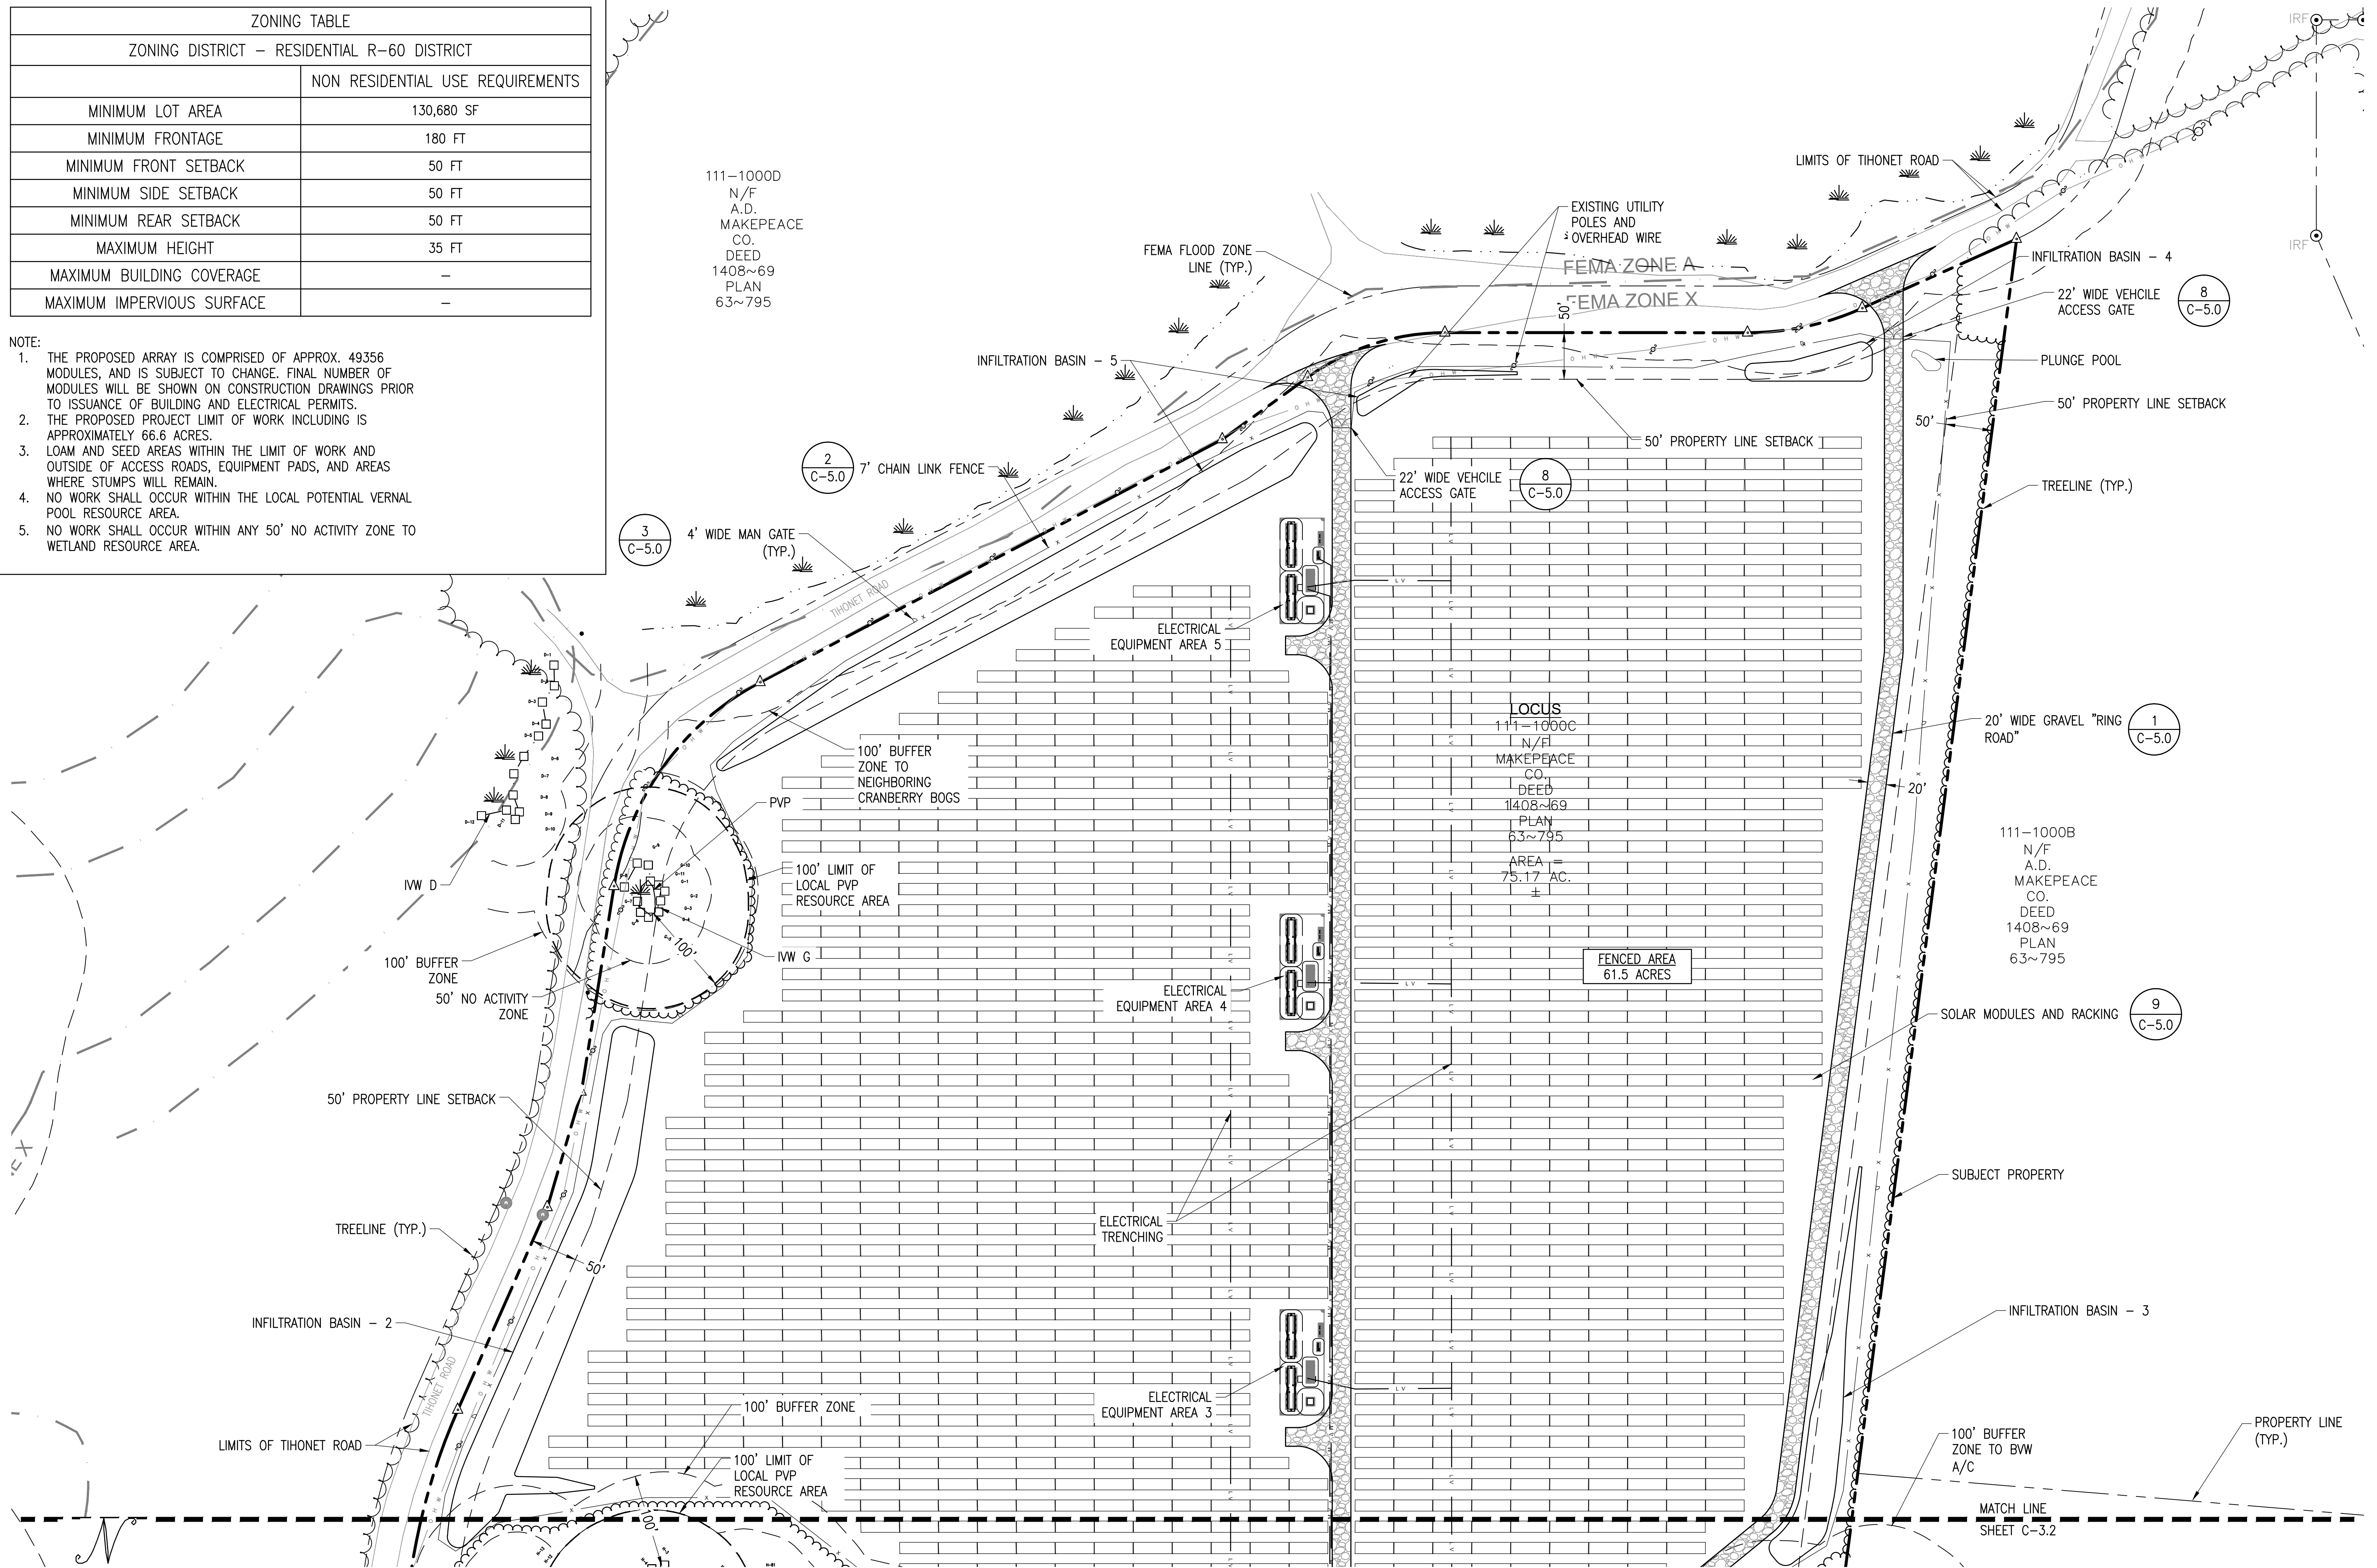 ZONING TABLE
ZONING DISTRICT – RESIDENTIAL R–60 DISTRICT
NON RESIDENTIAL USE REQUIREMENTS
MINIMUM LOT AREA 130,680 SF
MINIMUM FRONTAGE 180 FT
MINIMUM FRONT SETBACK 50 FT
MINIMUM SIDE SETBACK 50 FT
MINIMUM REAR SETBACK 50 FT
MAXIMUM HEIGHT 35 FT
MAXIMUM BUILDING COVERAGE –
MAXIMUM IMPERVIOUS SURFACE –
NOTE:
1. THE PROPOSED ARRAY IS COMPRISED OF APPROX. 49356
MODULES, AND IS SUBJECT TO CHANGE. FINAL NUMBER OF
MODULES WILL BE SHOWN ON CONSTRUCTION DRAWINGS PRIOR
TO ISSUANCE OF BUILDING AND ELECTRICAL PERMITS.
2. THE PROPOSED PROJECT LIMIT OF WORK INCLUDING IS
APPROXIMATELY 66.6 ACRES.
3. LOAM AND SEED AREAS WITHIN THE LIMIT OF WORK AND
OUTSIDE OF ACCESS ROADS, EQUIPMENT PADS, AND AREAS
WHERE STUMPS WILL REMAIN.
4. NO WORK SHALL OCCUR WITHIN THE LOCAL POTENTIAL VERNAL
POOL RESOURCE AREA.
5. NO WORK SHALL OCCUR WITHIN ANY 50' NO ACTIVITY ZONE TO
WETLAND RESOURCE AREA.
111–1000D
N/F
A.D.
MAKEPEACE
CO.
DEED
1408~69
PLAN
63~795
IRF
IRF
LIMITS OF TIHONET ROAD
EXISTING UTILITY
POLES AND
OVERHEAD WIRE
FEMA FLOOD ZONE
LINE (TYP.)
FEMA ZONE A
FEMA ZONE X
50'
INFILTRATION BASIN – 4
22' WIDE VEHCILE
ACCESS GATE
8
C–5.0
INFILTRATION BASIN – 5
PLUNGE POOL
50' PROPERTY LINE SETBACK
50'
50' PROPERTY LINE SETBACK
2
C–5.0
7' CHAIN LINK FENCE
22' WIDE VEHCILE
ACCESS GATE
8
C–5.0
TREELINE (TYP.)
3
C–5.0
4' WIDE MAN GATE
(TYP.)
TIHONET ROAD
ELECTRICAL
EQUIPMENT AREA 5
LV
LOCUS
111–1000C
N/F
MAKEPEACE
CO.
DEED
1408~69
PLAN
63~795
AREA =
75.17 AC.
±
20' WIDE GRAVEL "RING
ROAD"
1
C–5.0
20'
100' BUFFER
ZONE TO
NEIGHBORING
CRANBERRY BOGS
PVP
111–1000B
N/F
A.D.
MAKEPEACE
CO.
DEED
1408~69
PLAN
63~795
IVW D
100' LIMIT OF
LOCAL PVP
RESOURCE AREA
100'
IVW G
100' BUFFER
ZONE
50' NO ACTIVITY
ZONE
FENCED AREA
61.5 ACRES
ELECTRICAL
EQUIPMENT AREA 4
LV
SOLAR MODULES AND RACKING
9
C–5.0
50' PROPERTY LINE SETBACK
SUBJECT PROPERTY
TREELINE (TYP.)
50'
ELECTRICAL
TRENCHING
INFILTRATION BASIN – 2
INFILTRATION BASIN – 3
TIHONET ROAD
ELECTRICAL
EQUIPMENT AREA 3
LV
100' BUFFER ZONE
LIMITS OF TIHONET ROAD
100' LIMIT OF
LOCAL PVP
RESOURCE AREA
100'
100' BUFFER
ZONE TO BVW
A/C
PROPERTY LINE
(TYP.)
MATCH LINE
SHEET C–3.2